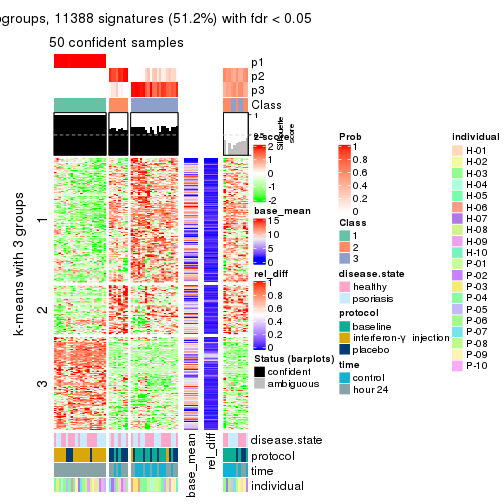 ogroups, 11388 signatures (51.2%) with fdr < 0.05
50 confident samples
p1
p2
p3
Class
1
Silhouette
score
k-means with 3 groups
1
2
3
z-score
2
1
0
-1
-2
base_mean
15
10
5
0
rel_diff
1
0.8
0.6
0.4
0.2
0
Status (barplots)
confident
ambiguous
Prob
1
0.8
0.6
0.4
0.2
0
Class
1
2
3
disease.state
healthy
psoriasis
protocol
baseline
interferon-γ injection
placebo
time
control
hour 24
individual
H-01
H-02
H-03
H-04
H-05
H-06
H-07
H-08
H-09
H-10
P-01
P-02
P-03
P-04
P-05
P-06
P-07
P-08
P-09
P-10
base_mean
rel_diff
disease.state
protocol
time
individual